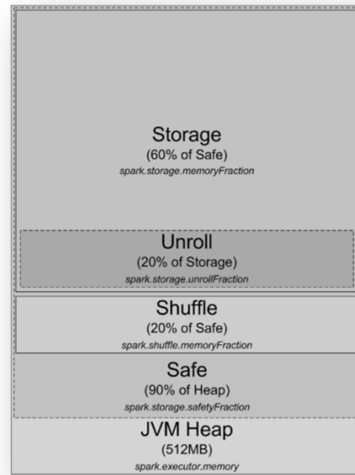 Storage
(60% of Safe)
spark.storage.memoryFraction
Unroll
(20% of Storage)
spark.storage.unrollFraction
Shuffle
(20% of Safe)
spark.shuffle.memoryFraction
Safe
(90% of Heap)
spark.storage.safetyFraction
JVM Heap
(512MB)
spark.executor.memory